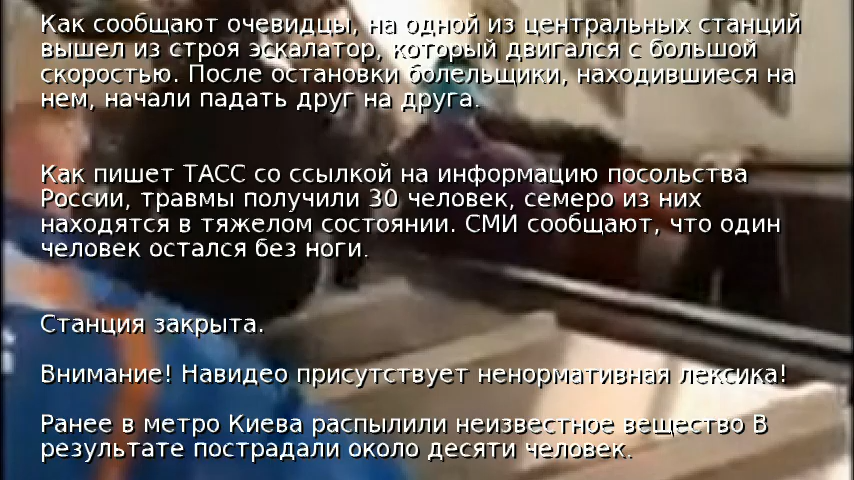 Как сообщают очевидцы, на одной из центральных станций
вышел из строя эскалатор, который двигался с большой
скоростью. После остановки болельщики, находившиеся на
нем, начали падать друг на друга.
Как пишет ТАСС со ссылкой на информацию посольства
России, травмы получили 30 человек, семеро из них
находятся в тяжелом состоянии. СМИ сообщают, что один
человек остался без ноги.
Станция закрыта.
Внимание! Навидео присутствует ненормативная лексика!
Ранее в метро Киева распылили неизвестное вещество В
результате пострадали около десяти человек.